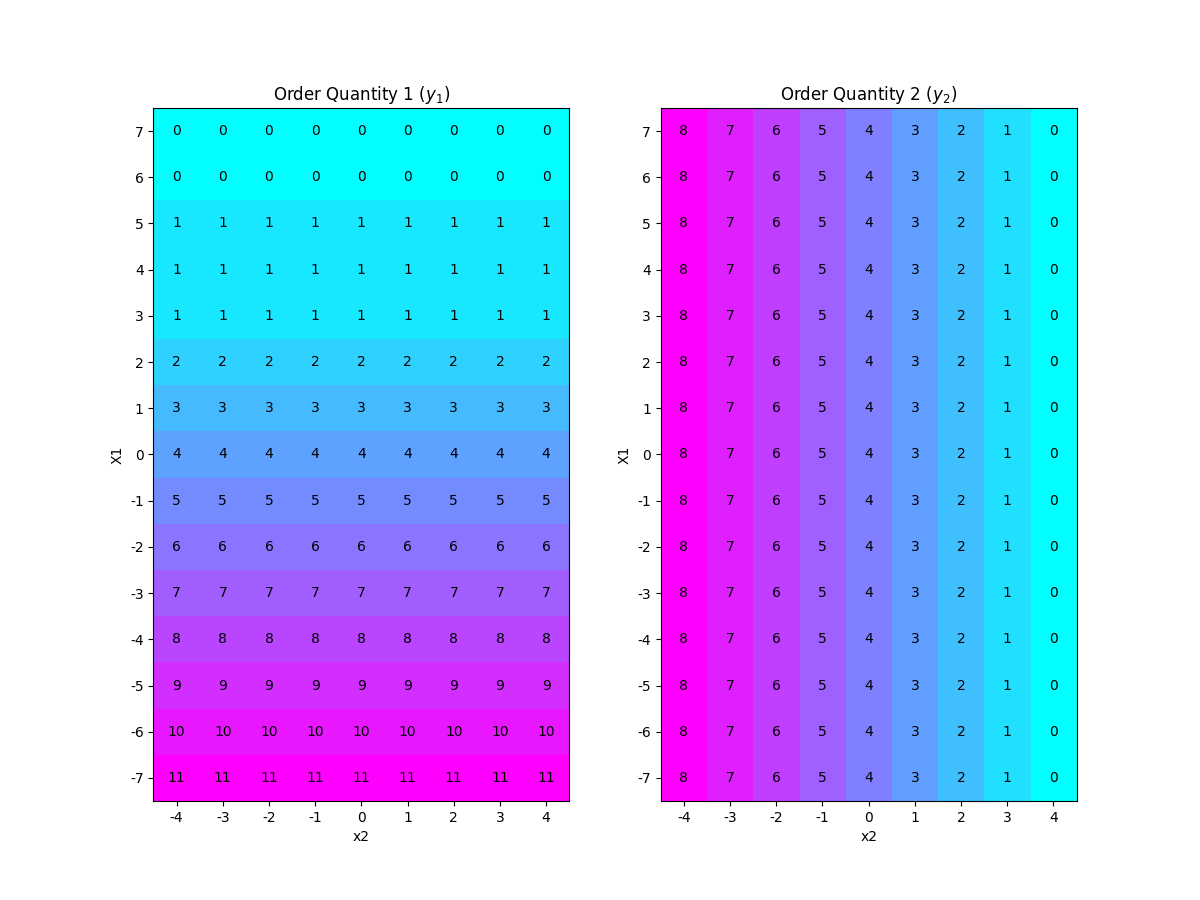 Order Quantity 1 (y₁) Order Quantity 2 (y₂)
7 0 0 0 0 0 0 0 0 0 7 8 7 6 5 4 3 2 1 0
6 0 0 0 0 0 0 0 0 0 6 8 7 6 5 4 3 2 1 0
5 1 1 1 1 1 1 1 1 1 5 8 7 6 5 4 3 2 1 0
4 1 1 1 1 1 1 1 1 1 4 8 7 6 5 4 3 2 1 0
3 1 1 1 1 1 1 1 1 1 3 8 7 6 5 4 3 2 1 0
2 2 2 2 2 2 2 2 2 2 2 8 7 6 5 4 3 2 1 0
1 3 3 3 3 3 3 3 3 3 1 8 7 6 5 4 3 2 1 0
X1 0 4 4 4 4 4 4 4 4 4 X1 0 8 7 6 5 4 3 2 1 0
-1 5 5 5 5 5 5 5 5 5 -1 8 7 6 5 4 3 2 1 0
-2 6 6 6 6 6 6 6 6 6 -2 8 7 6 5 4 3 2 1 0
-3 7 7 7 7 7 7 7 7 7 -3 8 7 6 5 4 3 2 1 0
-4 8 8 8 8 8 8 8 8 8 -4 8 7 6 5 4 3 2 1 0
-5 9 9 9 9 9 9 9 9 9 -5 8 7 6 5 4 3 2 1 0
-6 10 10 10 10 10 10 10 10 10 -6 8 7 6 5 4 3 2 1 0
-7 11 11 11 11 11 11 11 11 11 -7 8 7 6 5 4 3 2 1 0
-4 -3 -2 -1 0 1 2 3 4 -4 -3 -2 -1 0 1 2 3 4
x2 x2